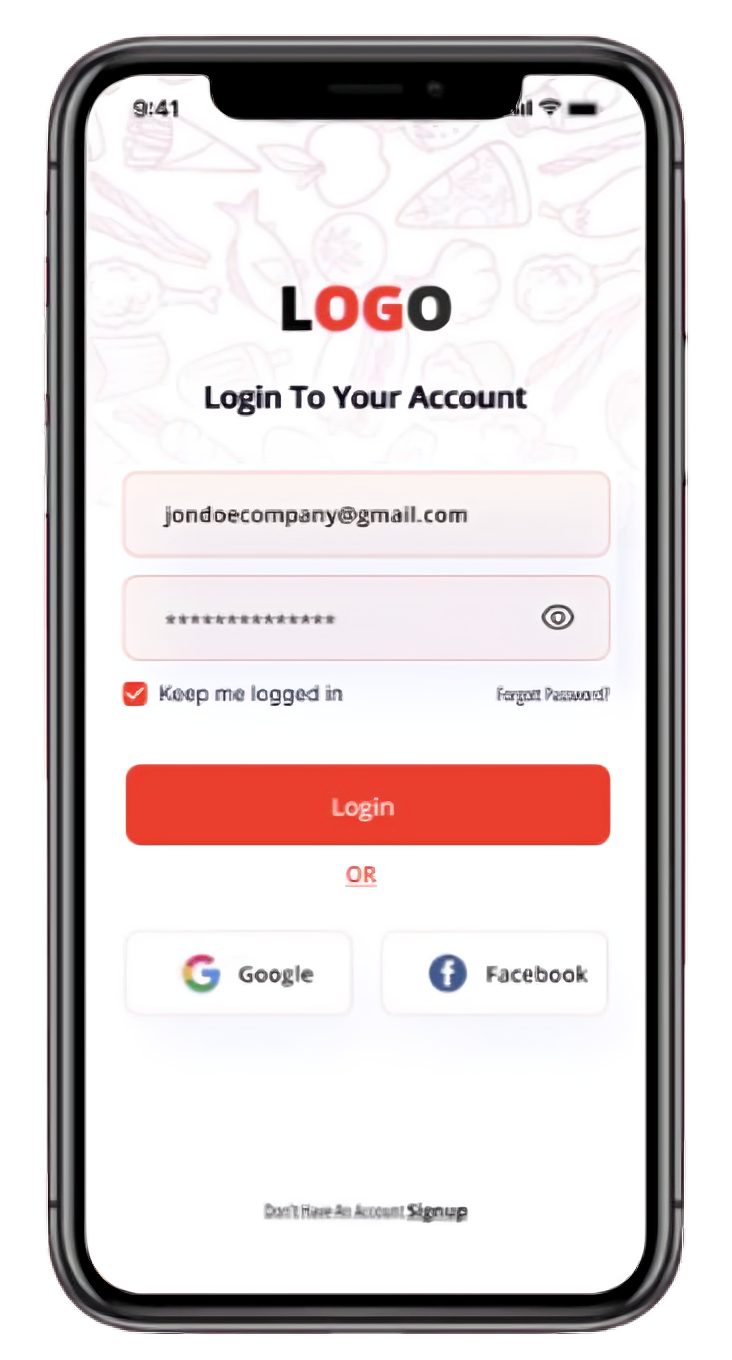 9:41
LOGO
Login To Your Account
jondoecompany@gmail.com
**************
Keep me logged in
Forgot Password?
Login
OR
Google
Facebook
Don't Have An Account Signup